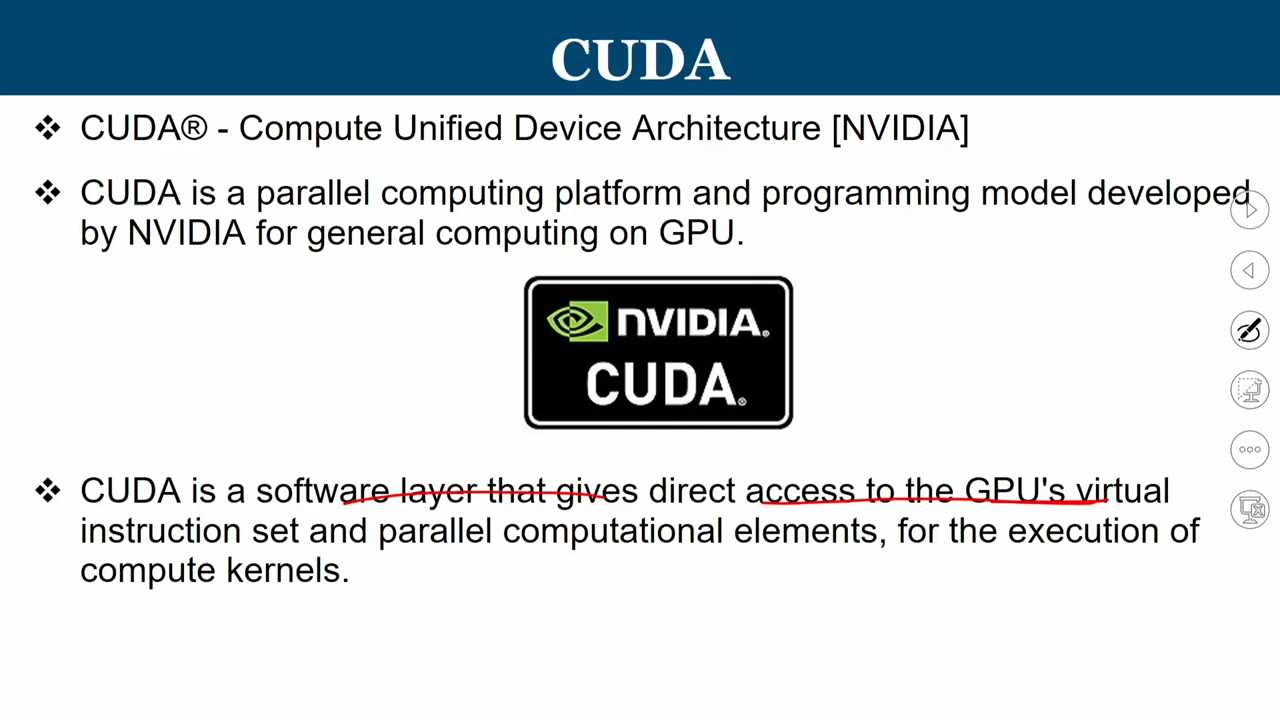 CUDA
❖ CUDA® - Compute Unified Device Architecture [NVIDIA]
❖ CUDA is a parallel computing platform and programming model developed
by NVIDIA for general computing on GPU.
NVIDIA®
CUDA®
❖ CUDA is a software layer that gives direct access to the GPU's virtual
instruction set and parallel computational elements, for the execution of
compute kernels.